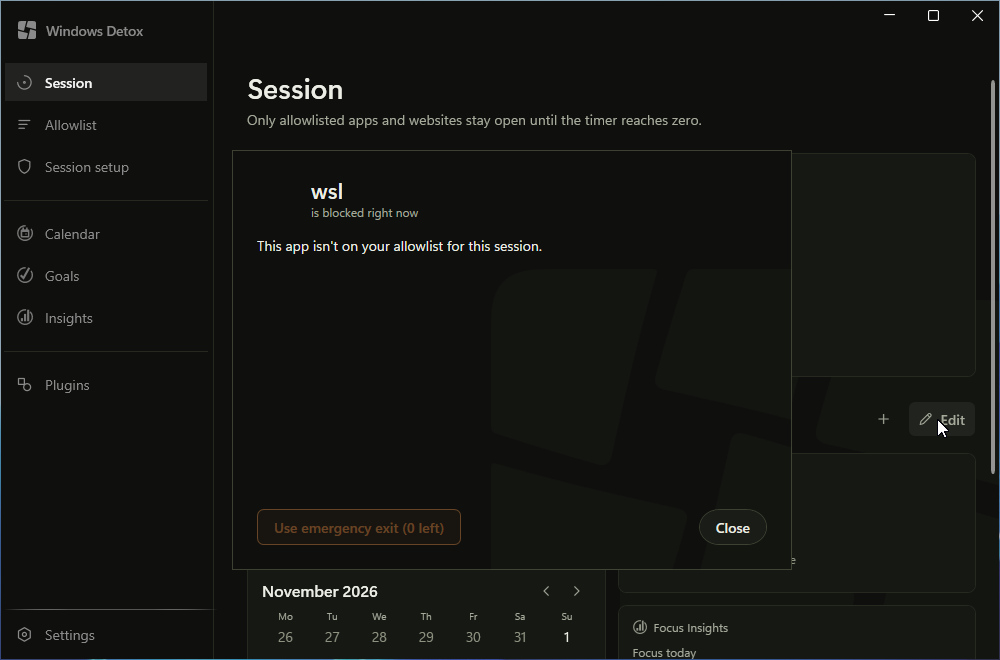 Windows Detox
Session
Allowlist
Session setup
Calendar
Goals
Insights
Plugins
Settings
Session
Only allowlisted apps and websites stay open until the timer reaches zero.
wsl
is blocked right now
This app isn't on your allowlist for this session.
Use emergency exit (0 left)
Close
Edit
November 2026
Mo Tu We Th Fr Sa Su
26 27 28 29 30 31 1
Focus Insights
Focus today